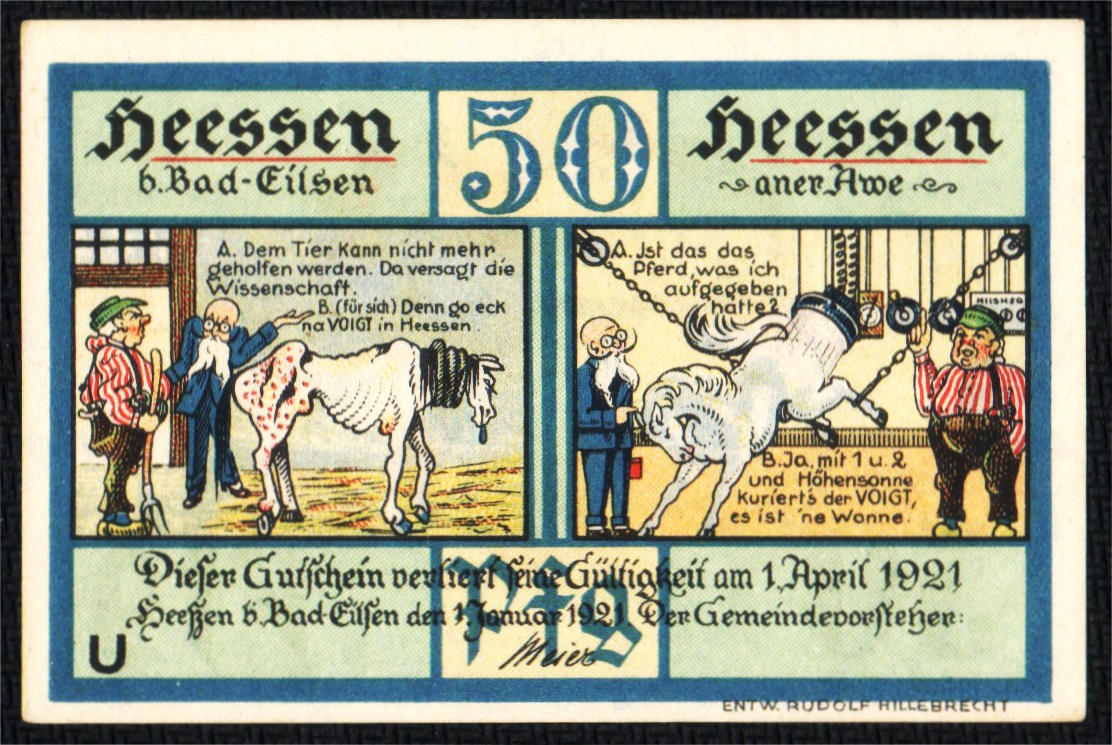 Heessen
b. Bad-Eilsen
50
Heessen
aner Awe
A. Dem Tier kann nicht mehr
geholfen werden. Da versagt die
Wissenschaft.
B. (für sich) Denn go eck
na VOIGT in Heessen.
A. Ist das das
Pferd, was ich
aufgegeben
hatte?
B. Ja, mit 1 u. 2
und Höhensonne
kuriert's der VOIGT,
es ist 'ne Wonne.
Pfg
Dieser Gutschein verliert seine Gültigkeit am 1. April 1921
Heeßen b. Bad-Eilsen den 1. Januar 1921. Der Gemeindevorsteher:
Meier
U
ENTW. RUDOLF HILLEBRECHT